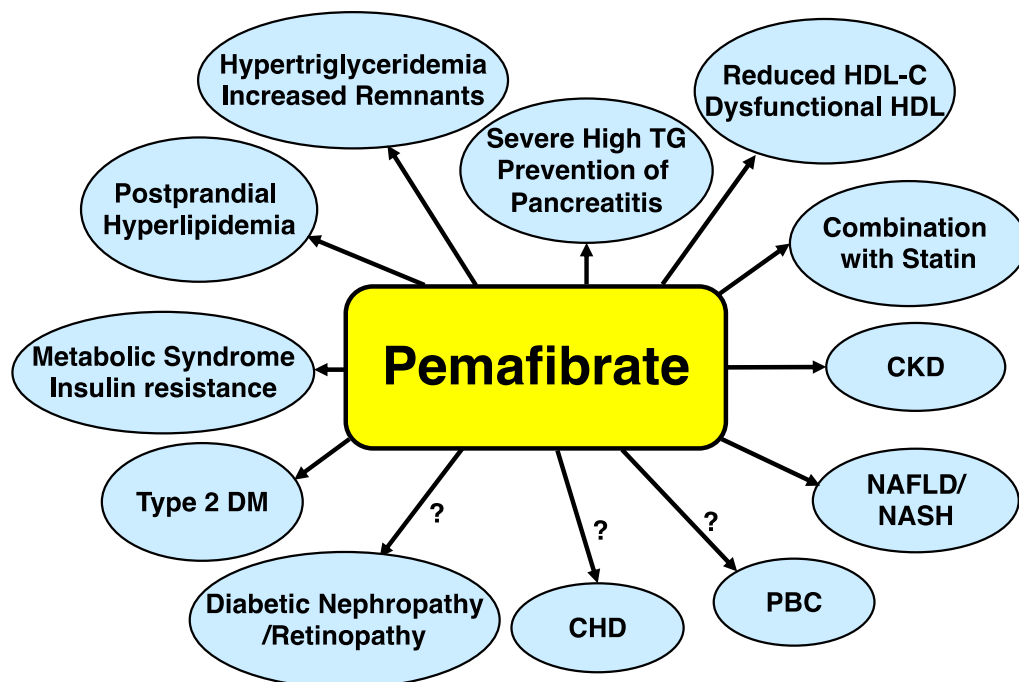 Hypertriglyceridemia
Increased Remnants
Reduced HDL-C
Dysfunctional HDL
Severe High TG
Prevention of
Pancreatitis
Postprandial
Hyperlipidemia
Combination
with Statin
Pemafibrate
Metabolic Syndrome
Insulin resistance
CKD
Type 2 DM
NAFLD/
NASH
?
?
?
Diabetic Nephropathy
/Retinopathy
CHD
PBC